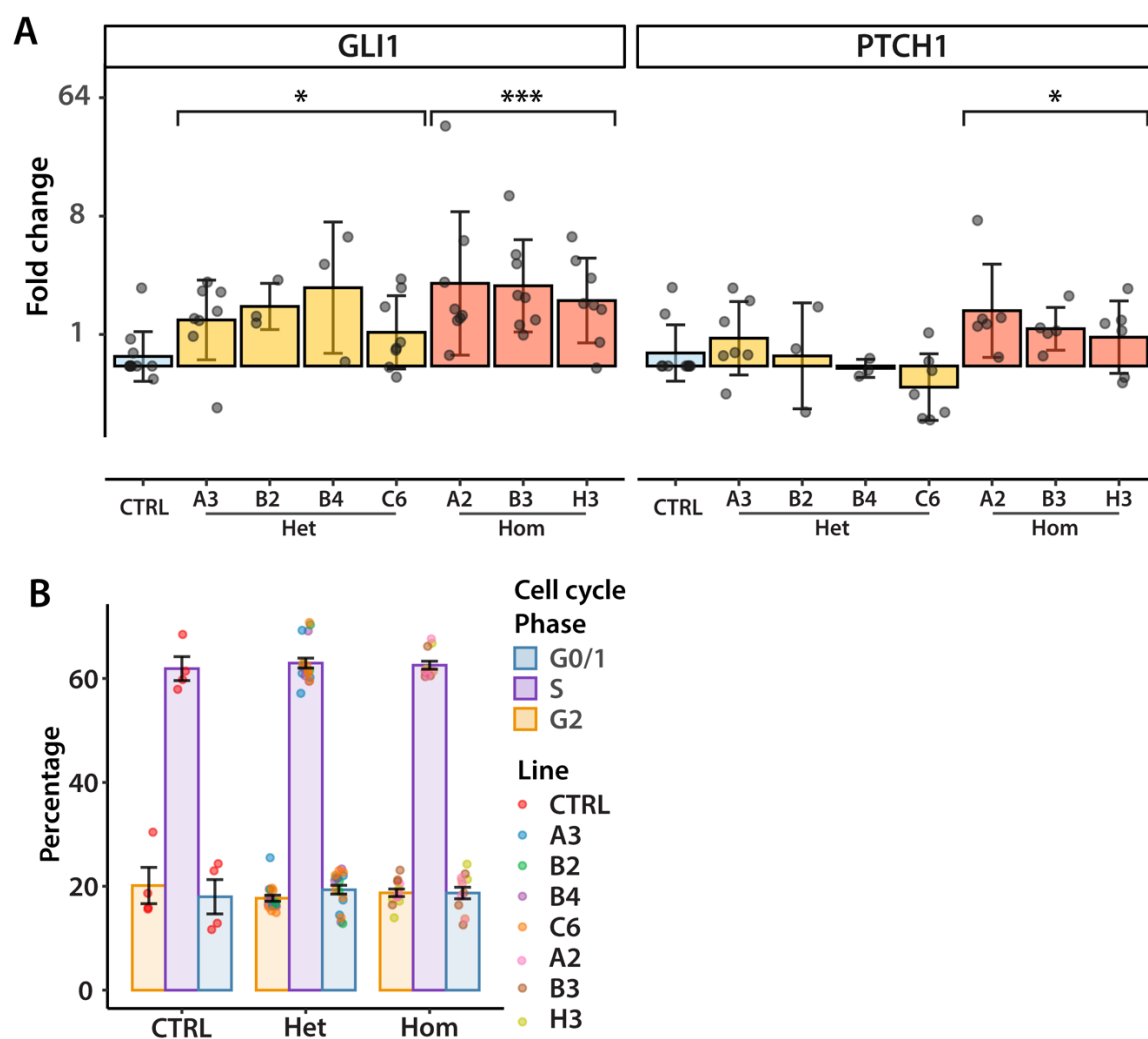 A
GLI1
PTCH1
Fold change
64
8
1
*
***
*
CTRL
A3
B2
B4
C6
A2
B3
H3
Het
Hom
CTRL
A3
B2
B4
C6
A2
B3
H3
Het
Hom
B
Percentage
60
40
20
0
CTRL
Het
Hom
Cell cycle
Phase
G0/1
S
G2
Line
CTRL
A3
B2
B4
C6
A2
B3
H3